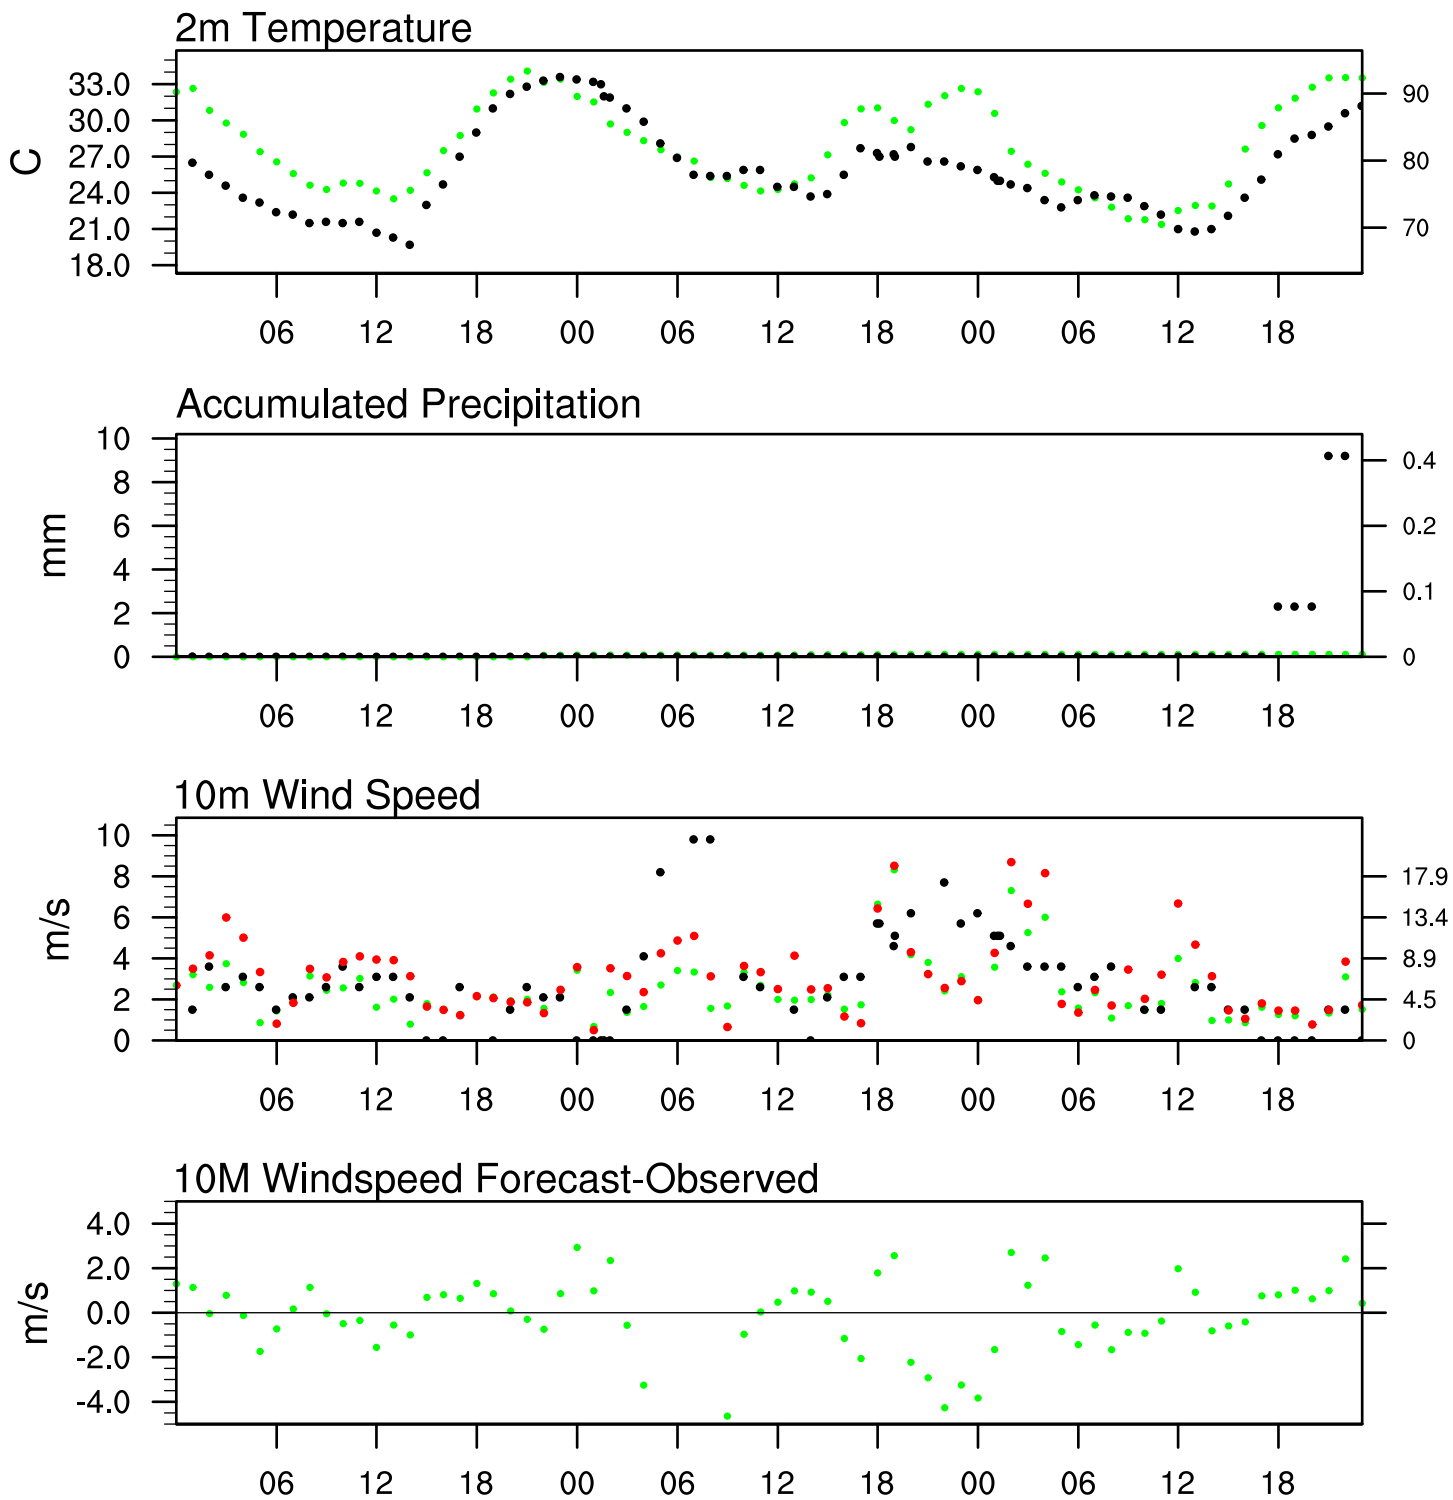 2m Temperature
33.0
30.0
27.0
24.0
21.0
18.0
C
90
80
70
06 12 18 00 06 12 18 00 06 12 18
Accumulated Precipitation
10
8
6
4
2
0
mm
0.4
0.2
0.1
0
06 12 18 00 06 12 18 00 06 12 18
10m Wind Speed
10
8
6
4
2
0
m/s
17.9
13.4
8.9
4.5
0
06 12 18 00 06 12 18 00 06 12 18
10M Windspeed Forecast-Observed
4.0
2.0
0.0
-2.0
-4.0
m/s
06 12 18 00 06 12 18 00 06 12 18